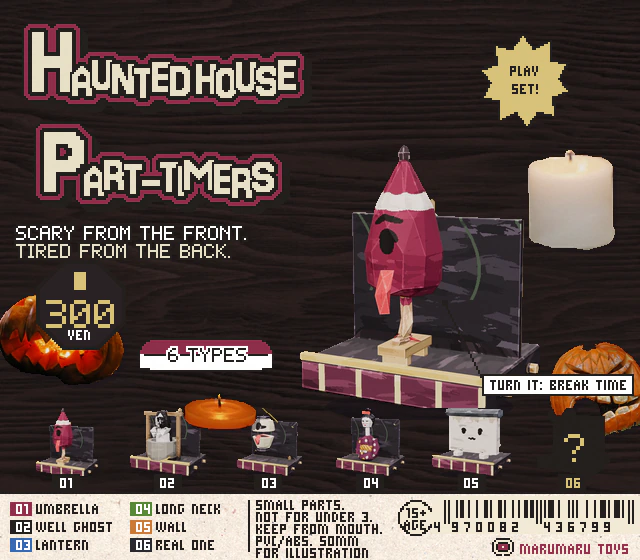 HAUNTED HOUSE
PART-TIMERS
PLAY
SET!
SCARY FROM THE FRONT.
TIRED FROM THE BACK.
300
YEN
6 TYPES
TURN IT: BREAK TIME
?
01
02
03
04
05
06
01 UMBRELLA
02 WELL GHOST
03 LANTERN
04 LONG NECK
05 WALL
06 REAL ONE
SMALL PARTS.
NOT FOR UNDER 3.
KEEP FROM MOUTH.
PVC/ABS. 50MM
FOR ILLUSTRATION
15+
AGE
4 970082 436799
MARUMARU TOYS